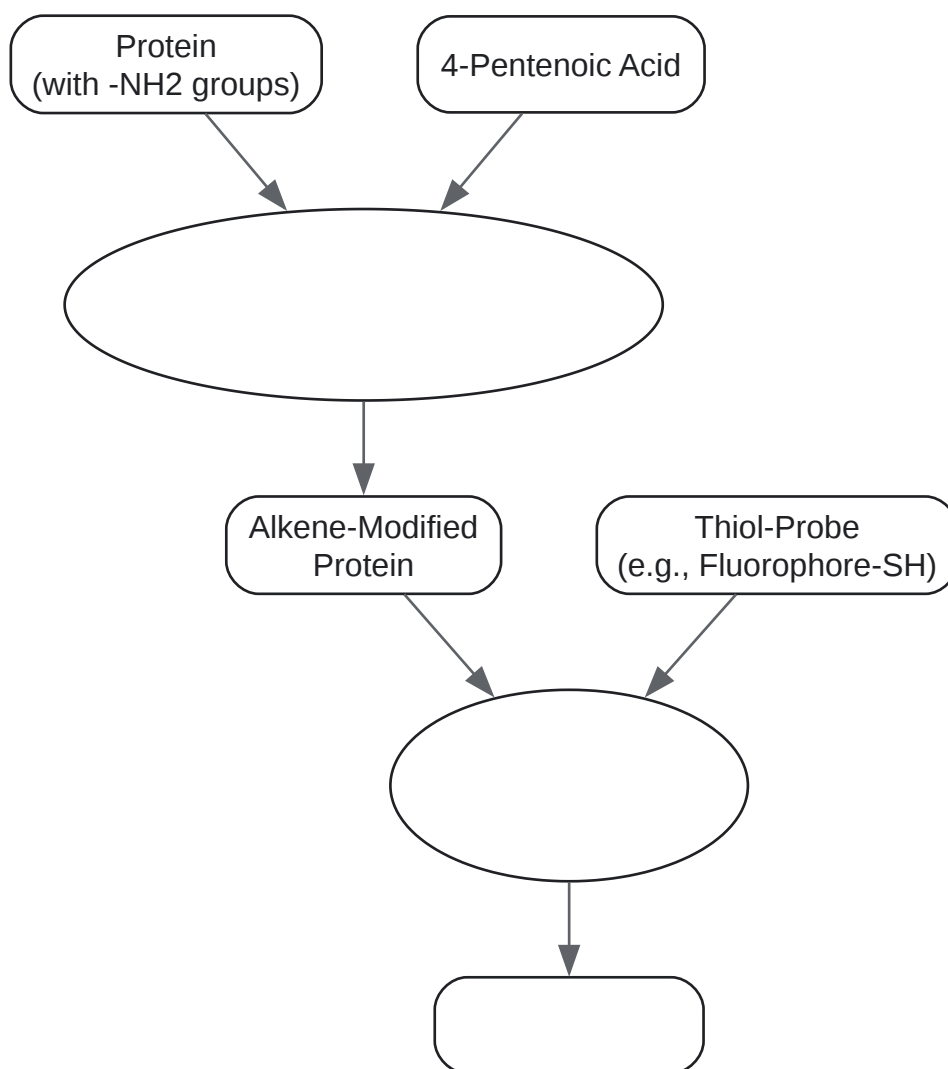 Protein
(with -NH2 groups)
4-Pentenoic Acid
Alkene-Modified
Protein
Thiol-Probe
(e.g., Fluorophore-SH)